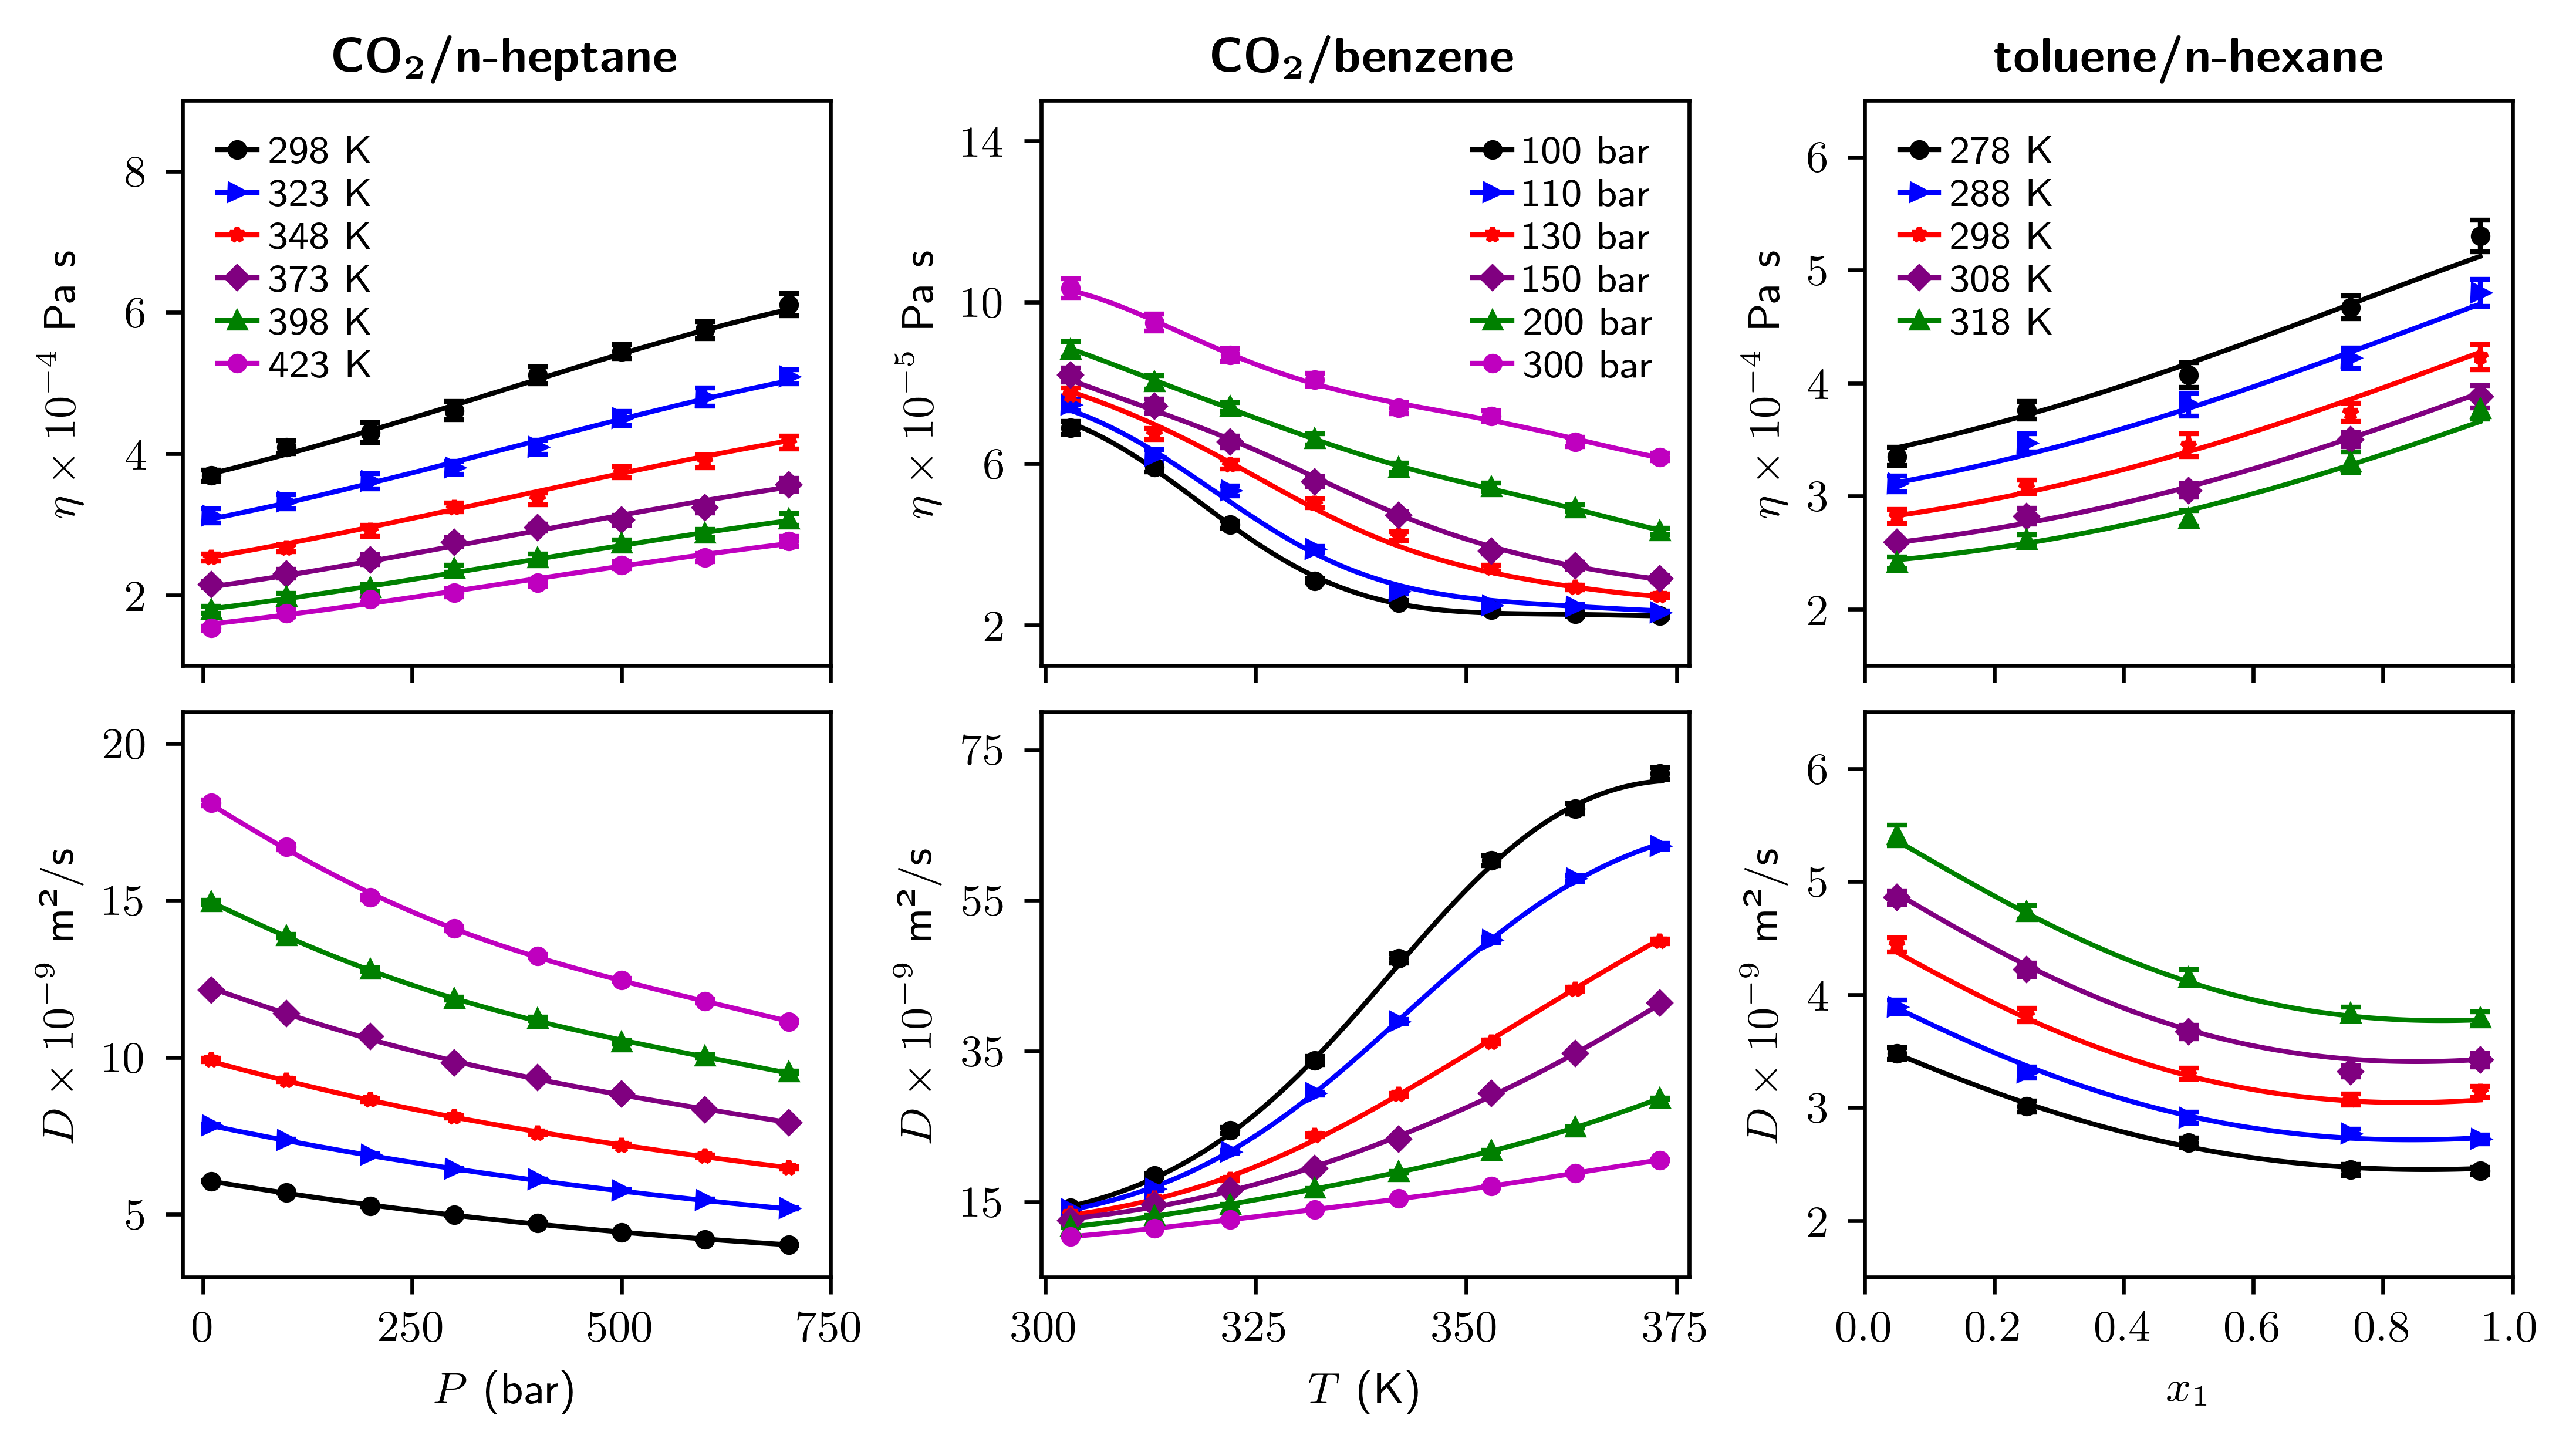 CO₂/n-heptane
CO₂/benzene
toluene/n-hexane
η × 10⁻⁴ Pa s
8
6
4
2
298 K
323 K
348 K
373 K
398 K
423 K
η × 10⁻⁵ Pa s
14
10
6
2
100 bar
110 bar
130 bar
150 bar
200 bar
300 bar
η × 10⁻⁴ Pa s
6
5
4
3
2
278 K
288 K
298 K
308 K
318 K
D × 10⁻⁹ m²/s
20
15
10
5
0 250 500 750
P (bar)
D × 10⁻⁹ m²/s
75
55
35
15
300 325 350 375
T (K)
D × 10⁻⁹ m²/s
6
5
4
3
2
0.0 0.2 0.4 0.6 0.8 1.0
x₁